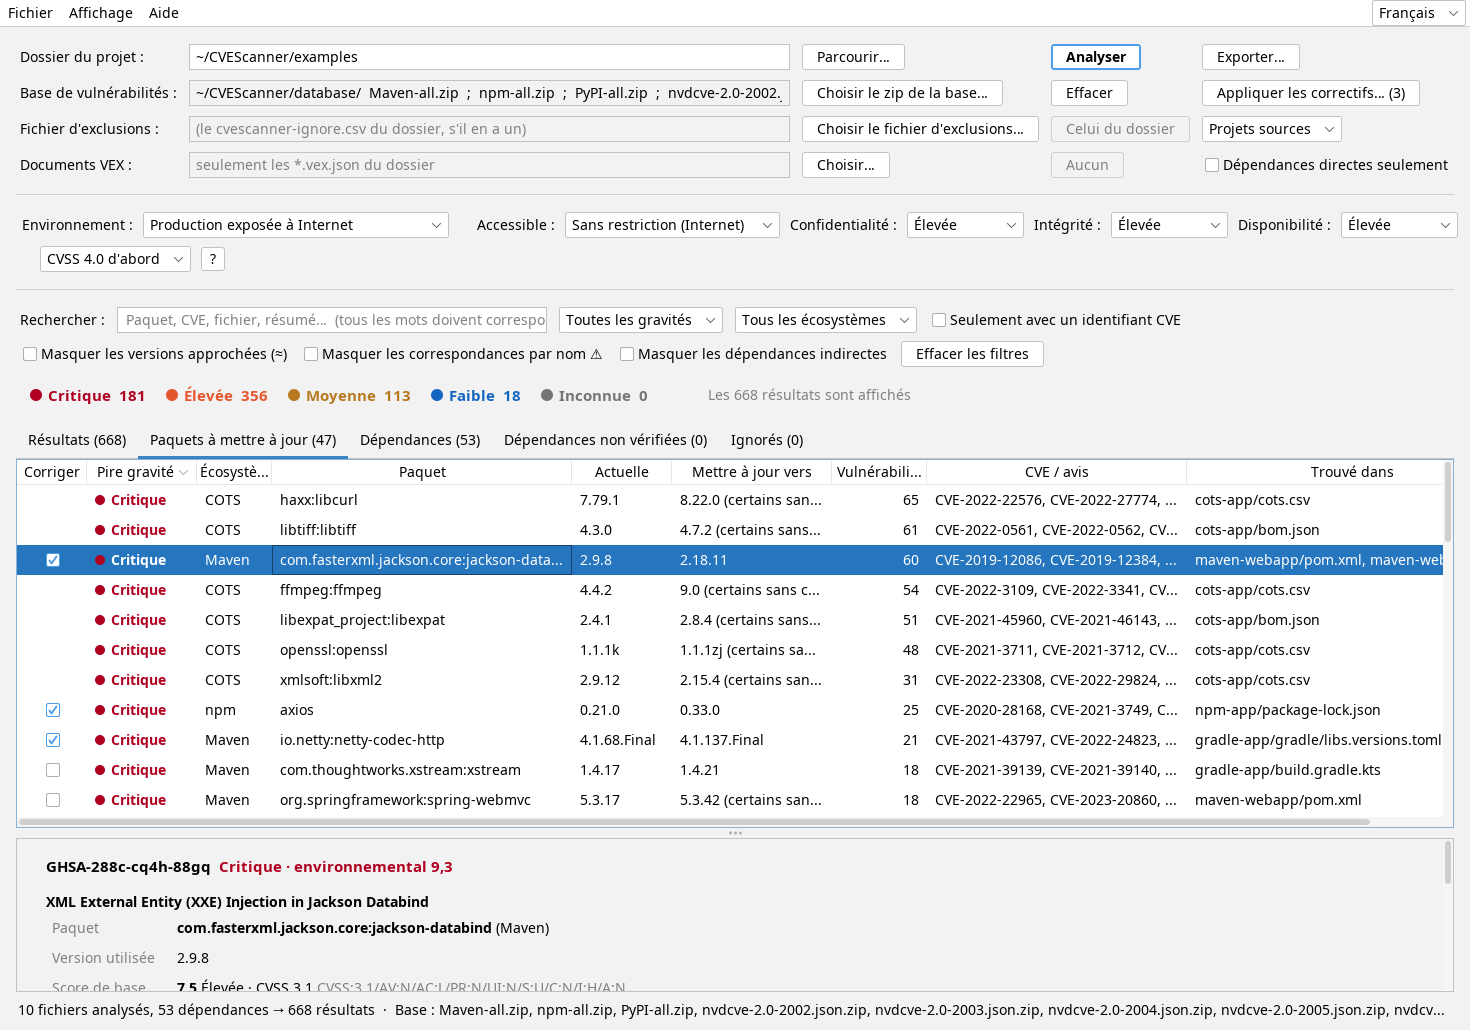 Fichier Affichage Aide Français
Dossier du projet : ~/CVEScanner/examples Parcourir... Analyser Exporter...
Base de vulnérabilités : ~/CVEScanner/database/ Maven-all.zip ; npm-all.zip ; PyPI-all.zip ; nvdcve-2.0-2002. Choisir le zip de la base... Effacer Appliquer les correctifs... (3)
Fichier d'exclusions : (le cvescanner-ignore.csv du dossier, s'il en a un) Choisir le fichier d'exclusions... Celui du dossier Projets sources
Documents VEX : seulement les *.vex.json du dossier Choisir... Aucun Dépendances directes seulement
Environnement : Production exposée à Internet Accessible : Sans restriction (Internet) Confidentialité : Élevée Intégrité : Élevée Disponibilité : Élevée
CVSS 4.0 d'abord ?
Rechercher : Paquet, CVE, fichier, résumé... (tous les mots doivent correspo Toutes les gravités Tous les écosystèmes Seulement avec un identifiant CVE
Masquer les versions approchées (≈) Masquer les correspondances par nom ⚠ Masquer les dépendances indirectes Effacer les filtres
Critique 181 Élevée 356 Moyenne 113 Faible 18 Inconnue 0 Les 668 résultats sont affichés
Résultats (668) Paquets à mettre à jour (47) Dépendances (53) Dépendances non vérifiées (0) Ignorés (0)
Corriger Pire gravité Écosystè... Paquet Actuelle Mettre à jour vers Vulnérabili... CVE / avis Trouvé dans
Critique COTS haxx:libcurl 7.79.1 8.22.0 (certains san... 65 CVE-2022-22576, CVE-2022-27774, ... cots-app/cots.csv
Critique COTS libtiff:libtiff 4.3.0 4.7.2 (certains sans... 61 CVE-2022-0561, CVE-2022-0562, CV... cots-app/bom.json
Critique Maven com.fasterxml.jackson.core:jackson-data... 2.9.8 2.18.11 60 CVE-2019-12086, CVE-2019-12384, ... maven-webapp/pom.xml, maven-web
Critique COTS ffmpeg:ffmpeg 4.4.2 9.0 (certains sans c... 54 CVE-2022-3109, CVE-2022-3341, CV... cots-app/cots.csv
Critique COTS libexpat_project:libexpat 2.4.1 2.8.4 (certains sans... 51 CVE-2021-45960, CVE-2021-46143, ... cots-app/bom.json
Critique COTS openssl:openssl 1.1.1k 1.1.1zj (certains sa... 48 CVE-2021-3711, CVE-2021-3712, CV... cots-app/cots.csv
Critique COTS xmlsoft:libxml2 2.9.12 2.15.4 (certains san... 31 CVE-2022-23308, CVE-2022-29824, ... cots-app/cots.csv
Critique npm axios 0.21.0 0.33.0 25 CVE-2020-28168, CVE-2021-3749, C... npm-app/package-lock.json
Critique Maven io.netty:netty-codec-http 4.1.68.Final 4.1.137.Final 21 CVE-2021-43797, CVE-2022-24823, ... gradle-app/gradle/libs.versions.toml
Critique Maven com.thoughtworks.xstream:xstream 1.4.17 1.4.21 18 CVE-2021-39139, CVE-2021-39140, ... gradle-app/build.gradle.kts
Critique Maven org.springframework:spring-webmvc 5.3.17 5.3.42 (certains san... 18 CVE-2022-22965, CVE-2023-20860, ... maven-webapp/pom.xml
GHSA-288c-cq4h-88gq Critique · environnemental 9,3
XML External Entity (XXE) Injection in Jackson Databind
Paquet com.fasterxml.jackson.core:jackson-databind (Maven)
Version utilisée 2.9.8
Score de base 7.5 Élevée · CVSS 3.1 CVSS:3.1/AV:N/AC:L/PR:N/UI:N/S:U/C:N/I:H/A:N
10 fichiers analysés, 53 dépendances → 668 résultats · Base : Maven-all.zip, npm-all.zip, PyPI-all.zip, nvdcve-2.0-2002.json.zip, nvdcve-2.0-2003.json.zip, nvdcve-2.0-2004.json.zip, nvdcve-2.0-2005.json.zip, nvdcv...